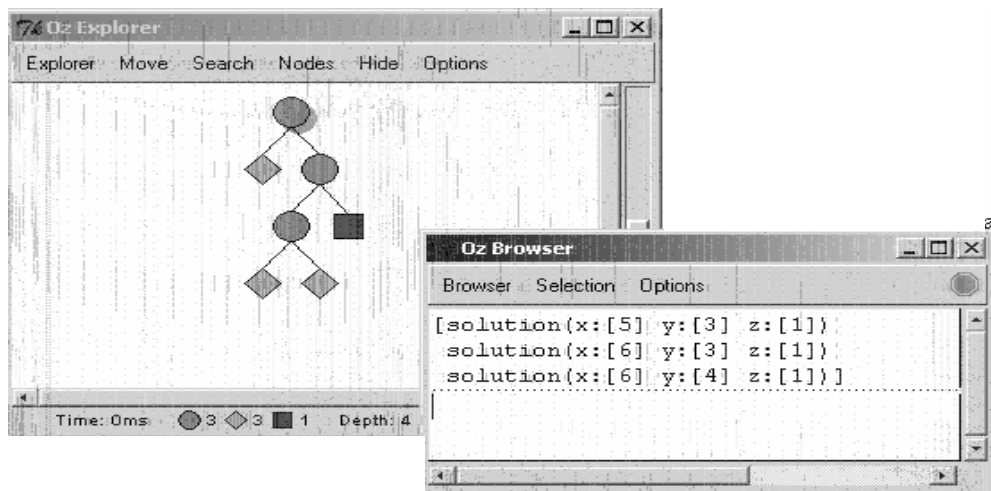 Oz Explorer
Explorer Move Search Nodes Hide Options
Time: 0ms 3 3 1 Depth: 4
a
Oz Browser
Browser Selection Options
[solution(x:[5] y:[3] z:[1])
solution(x:[6] y:[3] z:[1])
solution(x:[6] y:[4] z:[1])]